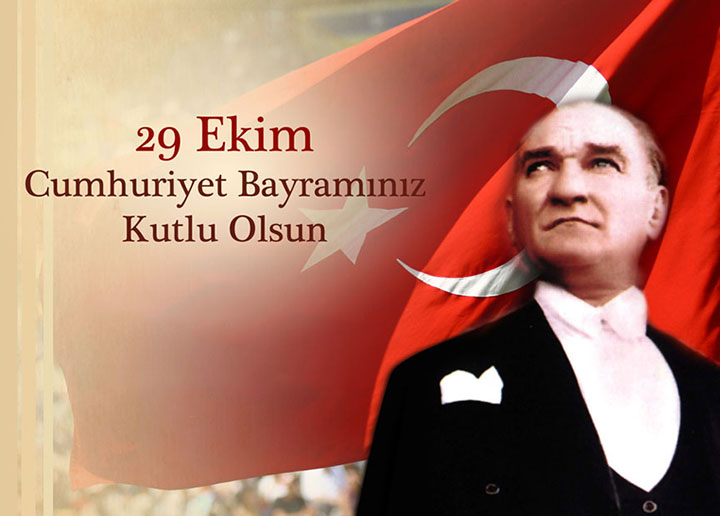 29 Ekim
Cumhuriyet Bayramınız
Kutlu Olsun